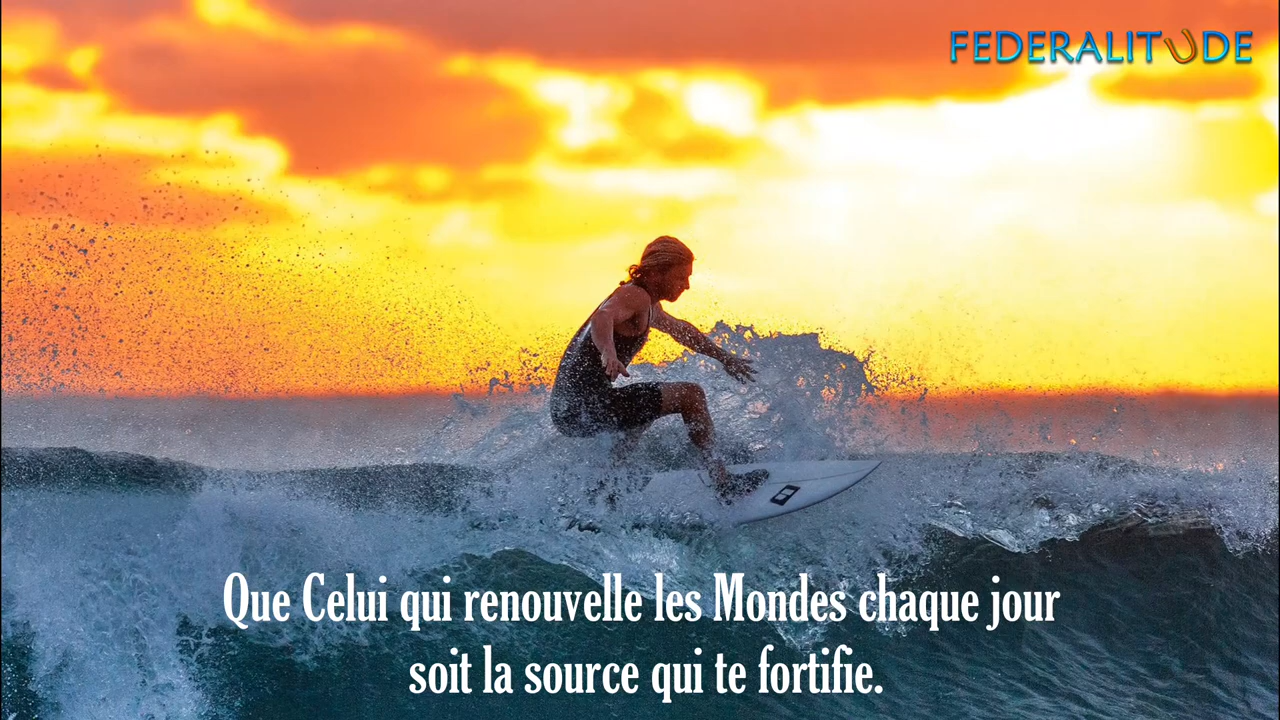 FEDERALITUDE
Que Celui qui renouvelle les Mondes chaque jour
soit la source qui te fortifie.